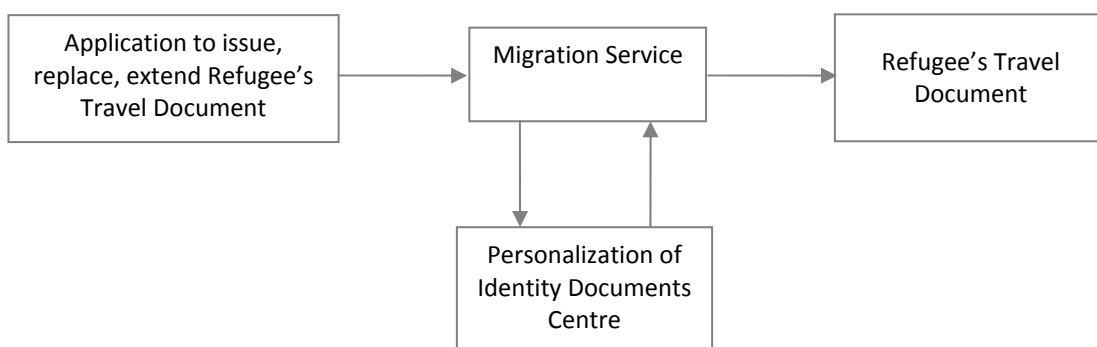 Application to issue,
replace, extend Refugee’s
Travel Document
Migration Service
Refugee’s Travel
Document
Personalization of
Identity Documents
Centre